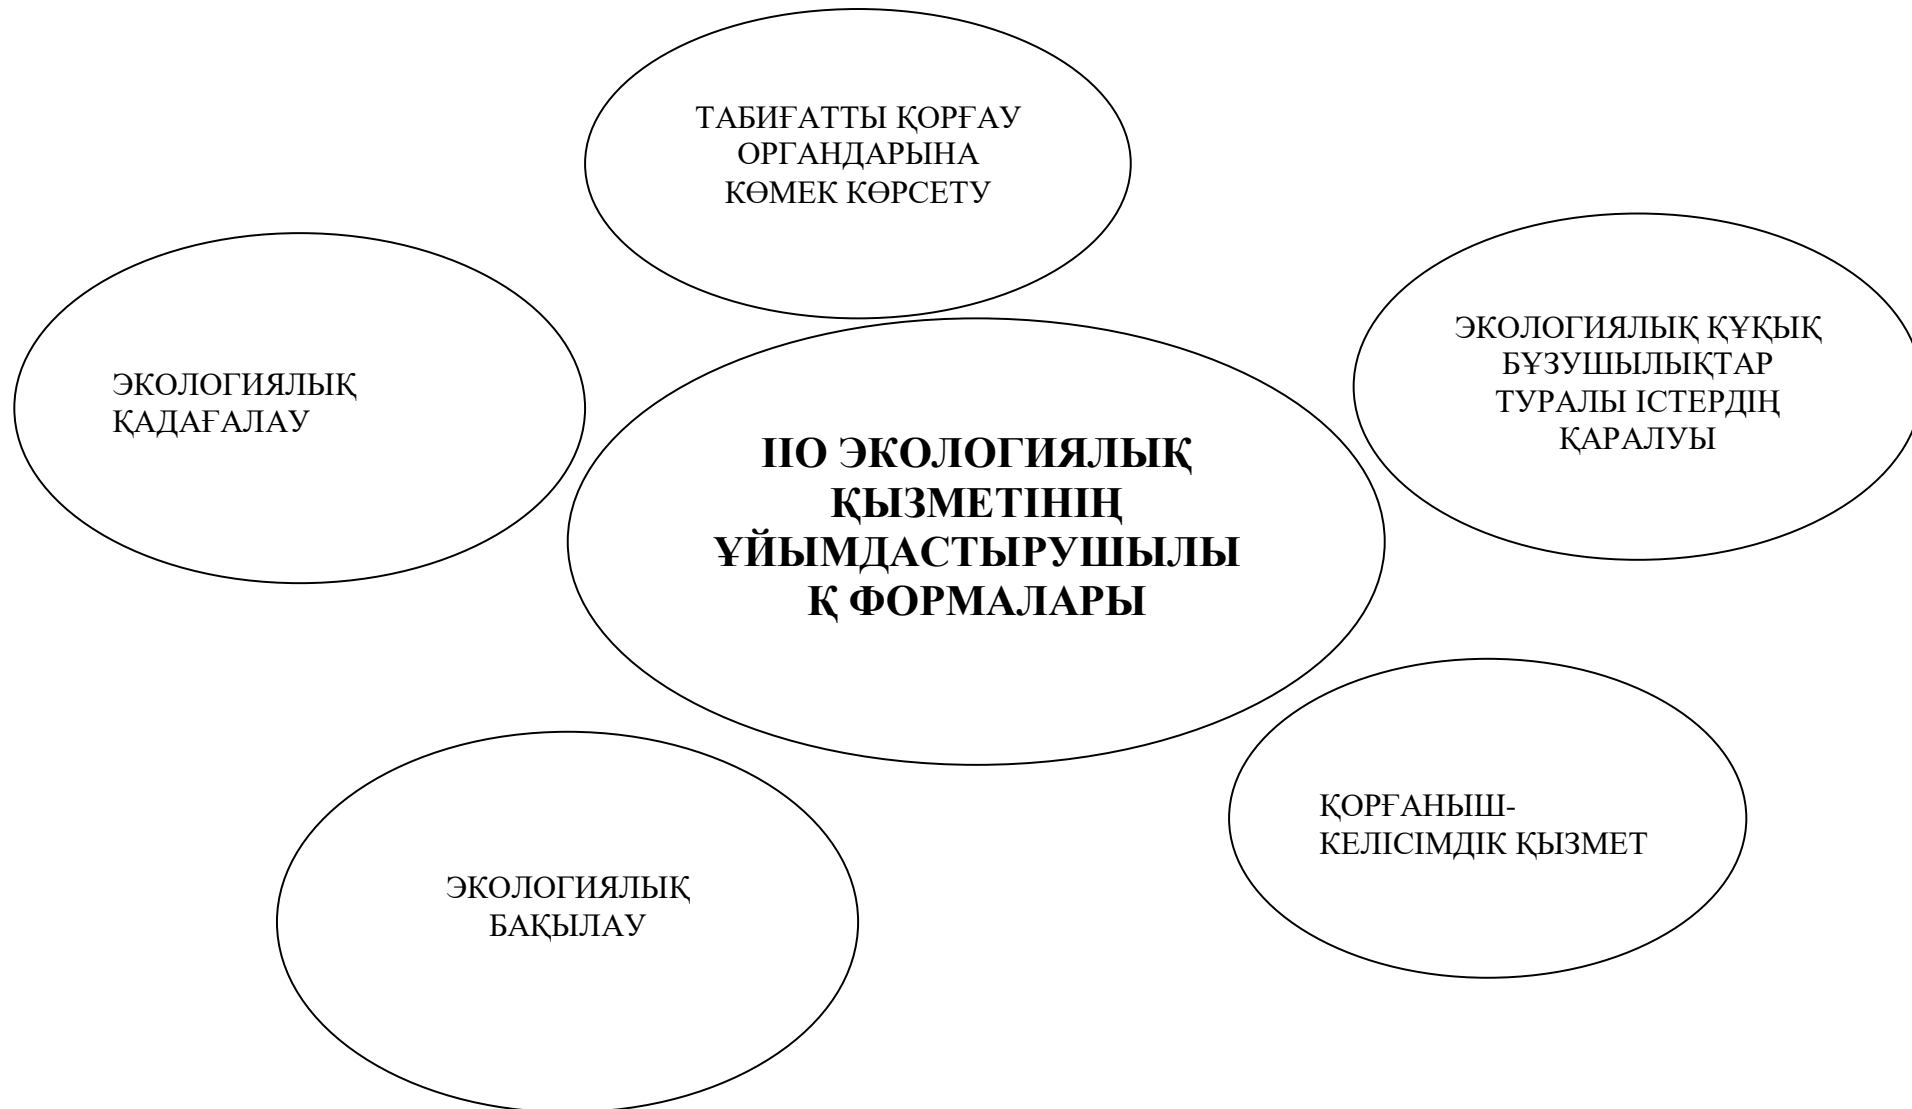 ТАБИҒАТТЫ ҚОРҒАУ
ОРГАНДАРЫНА
КӨМЕК КӨРСЕТУ
ЭКОЛОГИЯЛЫҚ
ҚАДАҒАЛАУ
ЭКОЛОГИЯЛЫҚ ҚҰҚЫҚ
БҰЗУШЫЛЫҚТАР
ТУРАЛЫ ІСТЕРДІҢ
ҚАРАЛУЫ
ІІО ЭКОЛОГИЯЛЫҚ
ҚЫЗМЕТІНІҢ
ҰЙЫМДАСТЫРУШЫЛЫ
Қ ФОРМАЛАРЫ
ҚОРҒАНЫШ-
КЕЛІСІМДІК ҚЫЗМЕТ
ЭКОЛОГИЯЛЫҚ
БАҚЫЛАУ